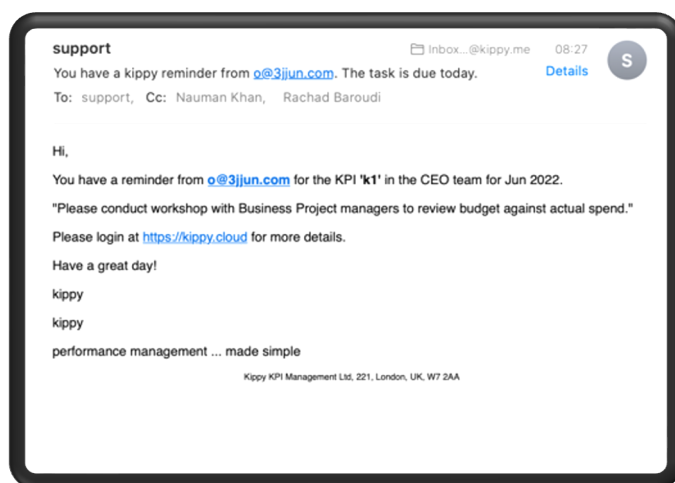 support Inbox...@kippy.me 08:27
S
You have a kippy reminder from o@3jjun.com. The task is due today. Details
To: support, Cc: Nauman Khan, Rachad Baroudi
Hi,
You have a reminder from o@3jjun.com for the KPI 'k1' in the CEO team for Jun 2022.
"Please conduct workshop with Business Project managers to review budget against actual spend."
Please login at https://kippy.cloud for more details.
Have a great day!
kippy
kippy
performance management ... made simple
Kippy KPI Management Ltd, 221, London, UK, W7 2AA